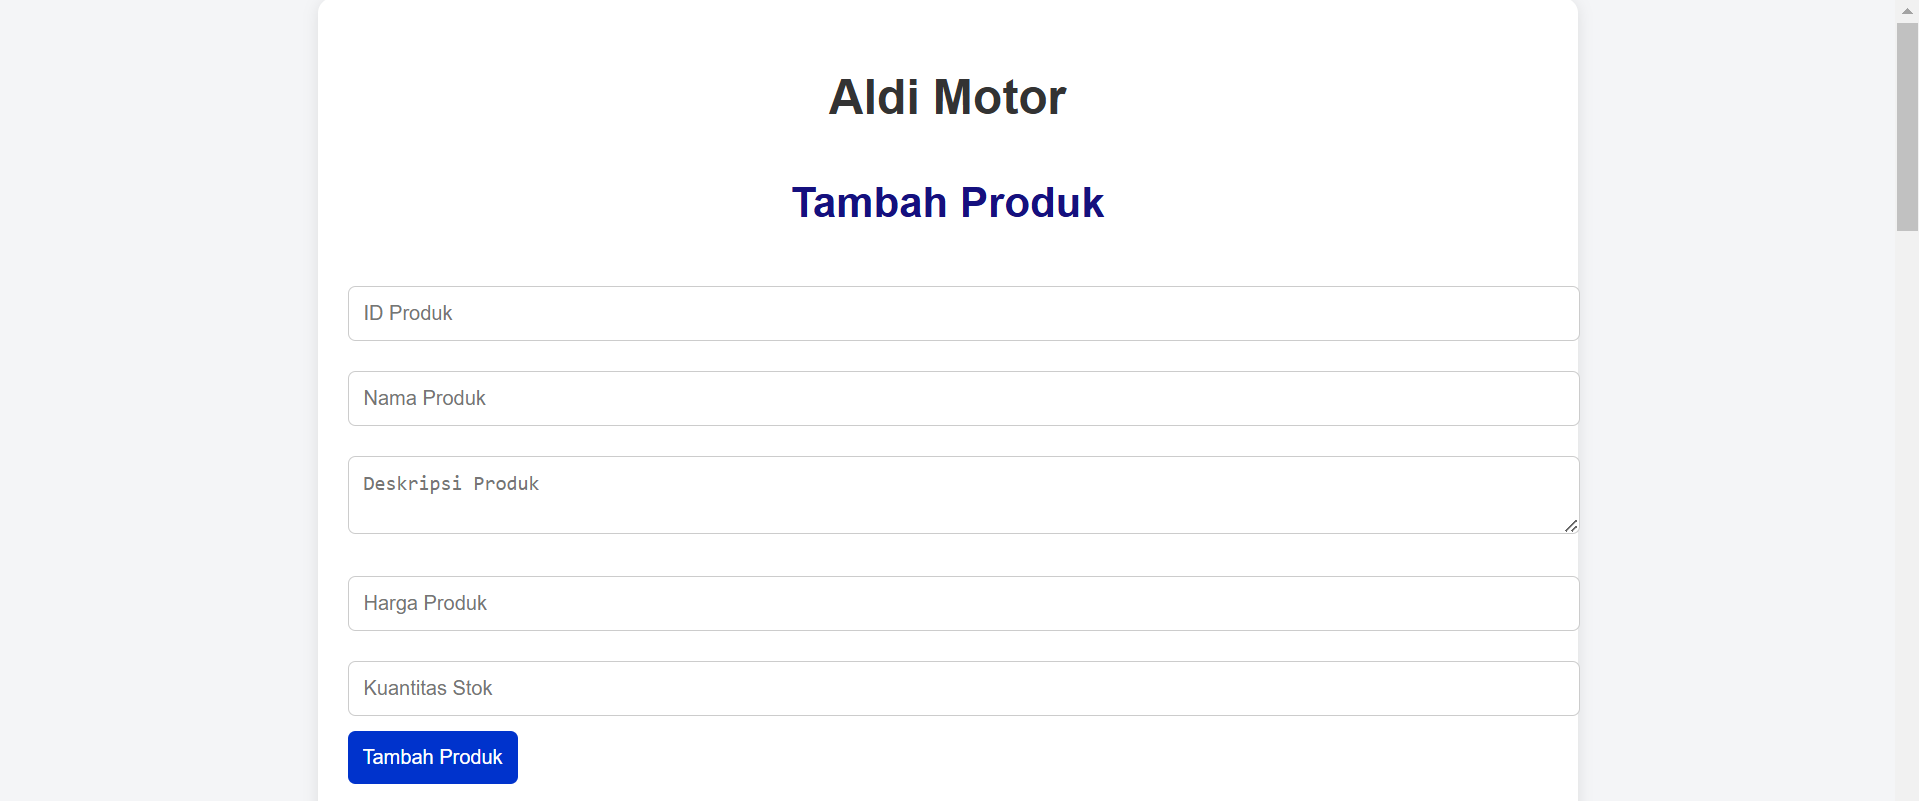 Aldi Motor
Tambah Produk
ID Produk
Nama Produk
Deskripsi Produk
Harga Produk
Kuantitas Stok
Tambah Produk